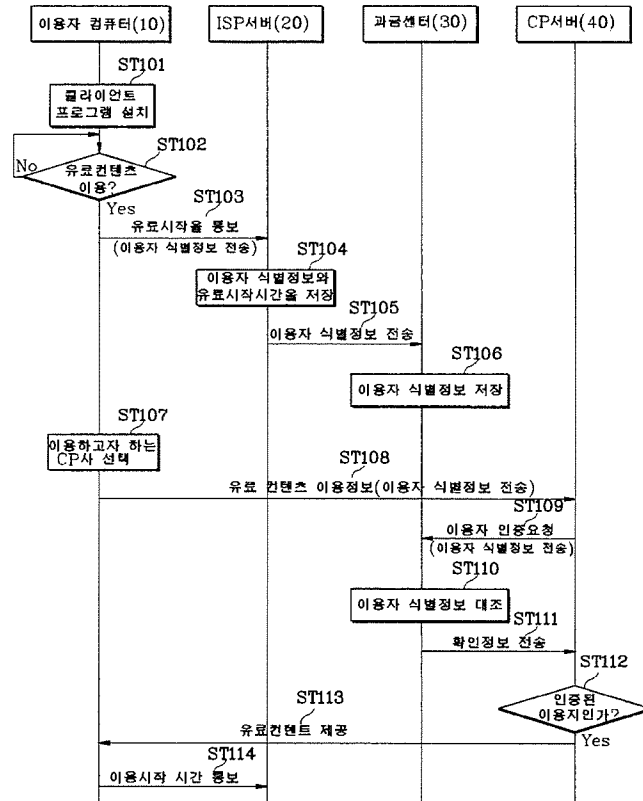 이용자 컴퓨터(10)
ISP서버(20)
과금센터(30)
CP서버(40)
ST101
클라이언트
프로그램 설치
ST102
No
유료컨텐츠
이용?
Yes
ST103
유료시작을 통보
(이용자 식별정보 전송)
ST104
이용자 식별정보와
유료시작시간을 저장
ST105
이용자 식별정보 전송
ST106
이용자 식별정보 저장
ST107
이용하고자 하는
CP사 선택
ST108
유료 컨텐츠 이용정보(이용자 식별정보 전송)
ST109
이용자 인증요청
(이용자 식별정보 전송)
ST110
이용자 식별정보 대조
ST111
확인정보 전송
ST112
인증된
이용지인가?
Yes
ST113
유료컨텐트 제공
ST114
이용시작 시간 통보